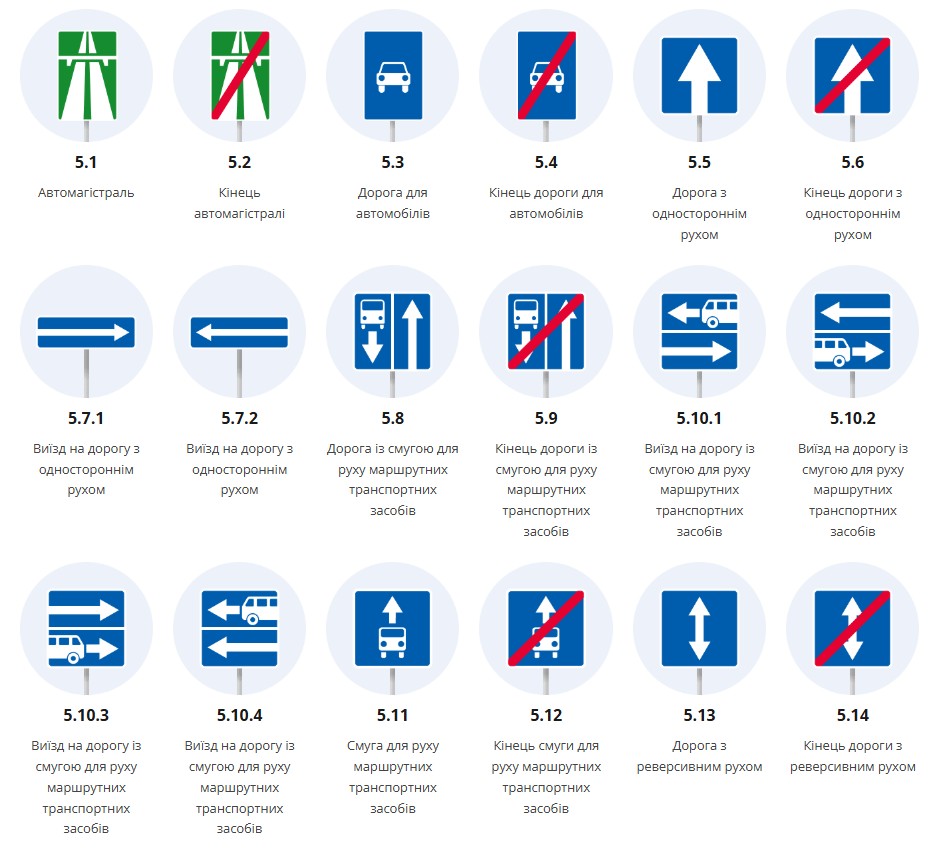 5.1
Автомагістраль
5.2
Кінець
автомагістралі
5.3
Дорога для
автомобілів
5.4
Кінець дороги для
автомобілів
5.5
Дорога з
одностороннім
рухом
5.6
Кінець дороги з
одностороннім
рухом
5.7.1
Виїзд на дорогу з
одностороннім
рухом
5.7.2
Виїзд на дорогу з
одностороннім
рухом
5.8
Дорога із смугою для
руху маршрутних
транспортних
засобів
5.9
Кінець дороги із
смугою для руху
маршрутних
транспортних
засобів
5.10.1
Виїзд на дорогу із
смугою для руху
маршрутних
транспортних
засобів
5.10.2
Виїзд на дорогу із
смугою для руху
маршрутних
транспортних
засобів
5.10.3
Виїзд на дорогу із
смугою для руху
маршрутних
транспортних
засобів
5.10.4
Виїзд на дорогу із
смугою для руху
маршрутних
транспортних
засобів
5.11
Смуга для руху
маршрутних
транспортних
засобів
5.12
Кінець смуги для
руху маршрутних
транспортних
засобів
5.13
Дорога з
реверсивним рухом
5.14
Кінець дороги з
реверсивним рухом